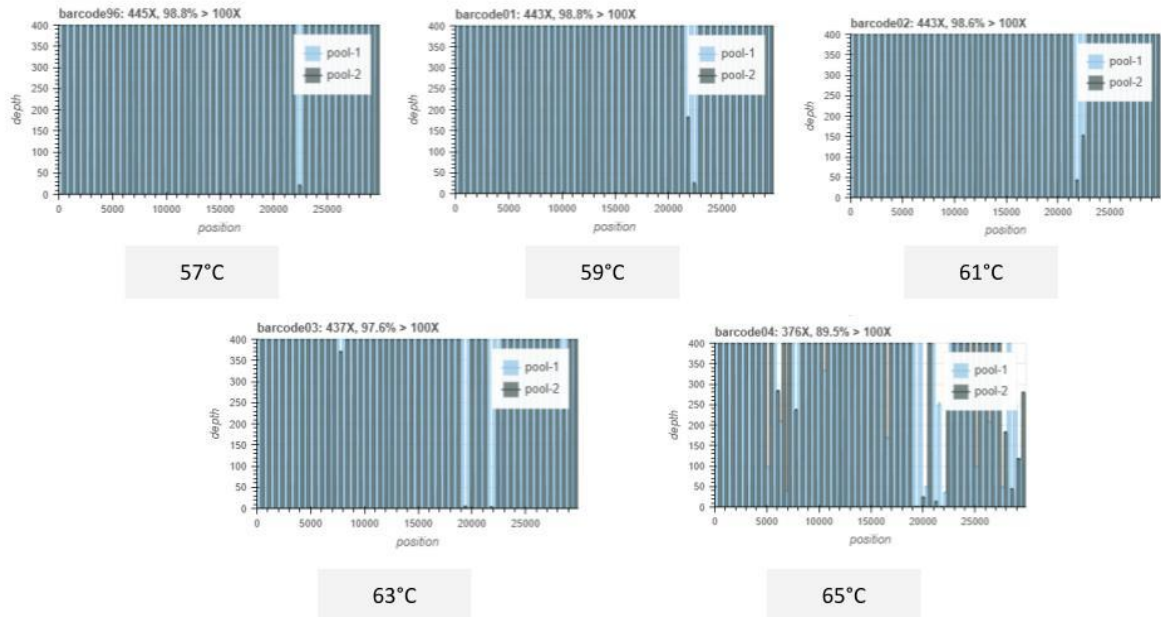 barcode96: 445X, 98.8% > 100X
400
350
300
250
200
150
100
50
0
depth
pool-1
pool-2
0 5000 10000 15000 20000 25000
position
57°C
barcode01: 443X, 98.8% > 100X
400
350
300
250
200
150
100
50
0
depth
pool-1
pool-2
0 5000 10000 15000 20000 25000
position
59°C
barcode02: 443X, 98.6% > 100X
400
350
300
250
200
150
100
50
0
depth
pool-1
pool-2
0 5000 10000 15000 20000 25000
position
61°C
barcode03: 437X, 97.6% > 100X
400
350
300
250
200
150
100
50
0
depth
pool-1
pool-2
0 5000 10000 15000 20000 25000
position
63°C
barcode04: 376X, 89.5% > 100X
400
350
300
250
200
150
100
50
0
depth
pool-1
pool-2
0 5000 10000 15000 20000 25000
position
65°C